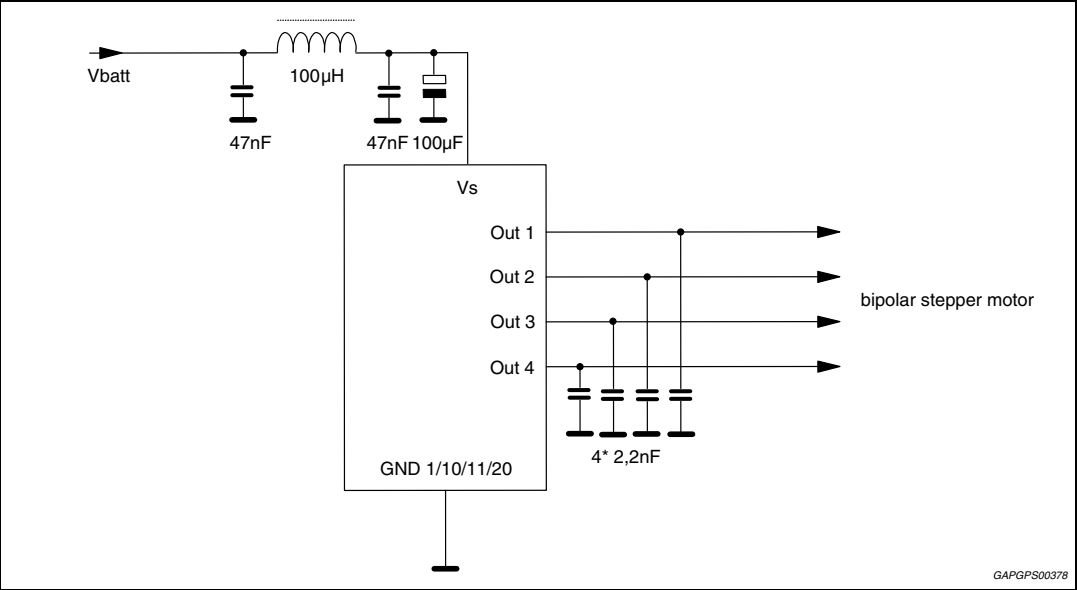 Vbatt
100µH
47nF
47nF 100µF
Vs
Out 1
Out 2
bipolar stepper motor
Out 3
Out 4
4* 2,2nF
GND 1/10/11/20
GAPGPS00378